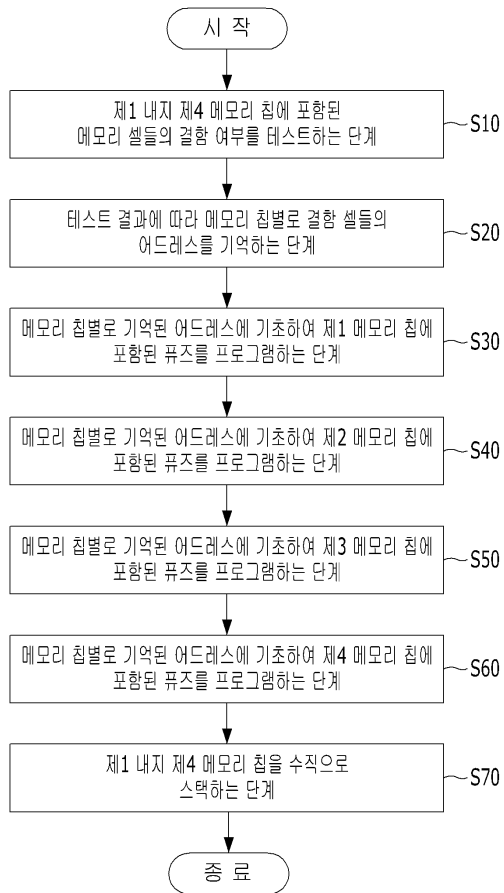 시 작
제1 내지 제4 메모리 칩에 포함된
메모리 셀들의 결함 여부를 테스트하는 단계
S10
테스트 결과에 따라 메모리 칩별로 결함 셀들의
어드레스를 기억하는 단계
S20
메모리 칩별로 기억된 어드레스에 기초하여 제1 메모리 칩에
포함된 퓨즈를 프로그램하는 단계
S30
메모리 칩별로 기억된 어드레스에 기초하여 제2 메모리 칩에
포함된 퓨즈를 프로그램하는 단계
S40
메모리 칩별로 기억된 어드레스에 기초하여 제3 메모리 칩에
포함된 퓨즈를 프로그램하는 단계
S50
메모리 칩별로 기억된 어드레스에 기초하여 제4 메모리 칩에
포함된 퓨즈를 프로그램하는 단계
S60
제1 내지 제4 메모리 칩을 수직으로
스택하는 단계
S70
종 료